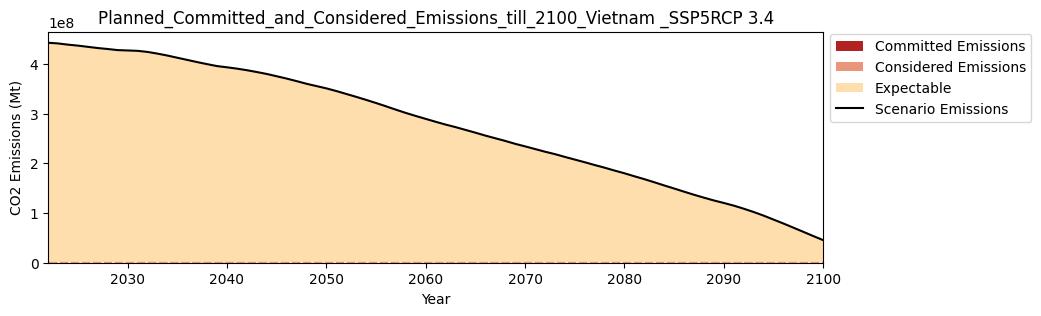 Planned_Committed_and_Considered_Emissions_till_2100_Vietnam _SSP5RCP 3.4
1e8
4
3
2
1
0
CO2 Emissions (Mt)
2030 2040 2050 2060 2070 2080 2090 2100
Year
Committed Emissions
Considered Emissions
Expectable
Scenario Emissions